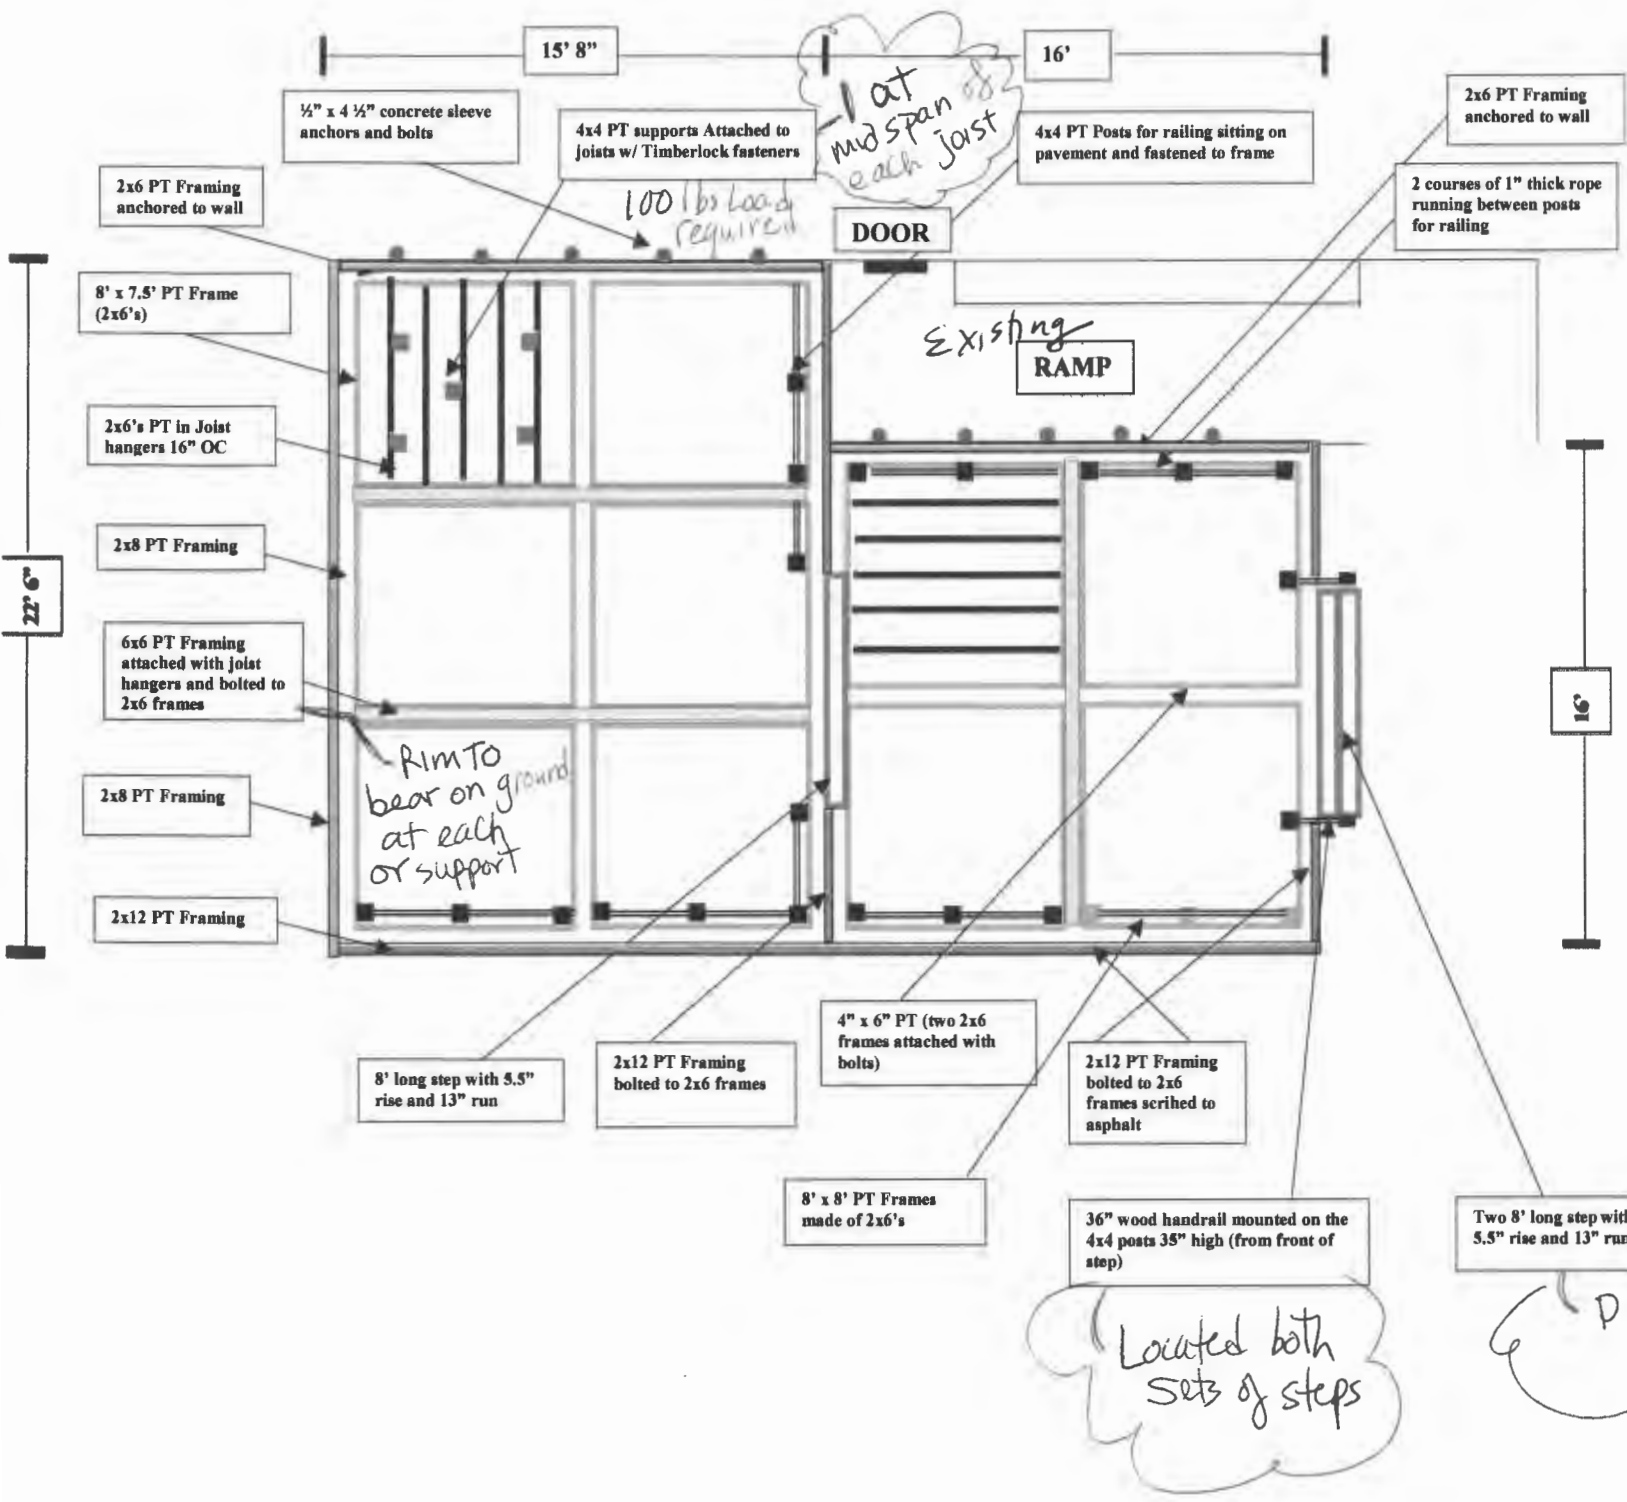 15' 8"
16'
- 1 at
midspan of
each joist
½" x 4 ½" concrete sleeve
anchors and bolts
4x4 PT supports Attached to
joists w/ Timberlock fasteners
100 lbs Load
required
4x4 PT Posts for railing sitting on
pavement and fastened to frame
2x6 PT Framing
anchored to wall
2 courses of 1" thick rope
running between posts
for railing
2x6 PT Framing
anchored to wall
DOOR
8' x 7.5' PT Frame
(2x6's)
Existing
RAMP
2x6's PT in Joist
hangers 16" OC
2x8 PT Framing
22' 6"
6x6 PT Framing
attached with joist
hangers and bolted to
2x6 frames
16'
Rim To
bear on ground
at each
or support
2x8 PT Framing
2x12 PT Framing
8' long step with 5.5"
rise and 13" run
2x12 PT Framing
bolted to 2x6 frames
4" x 6" PT (two 2x6
frames attached with
bolts)
2x12 PT Framing
bolted to 2x6
frames scrihed to
asphalt
8' x 8' PT Frames
made of 2x6's
36" wood handrail mounted on the
4x4 posts 35" high (from front of
step)
Two 8' long step with
5.5" rise and 13" run
Located both
sets of steps